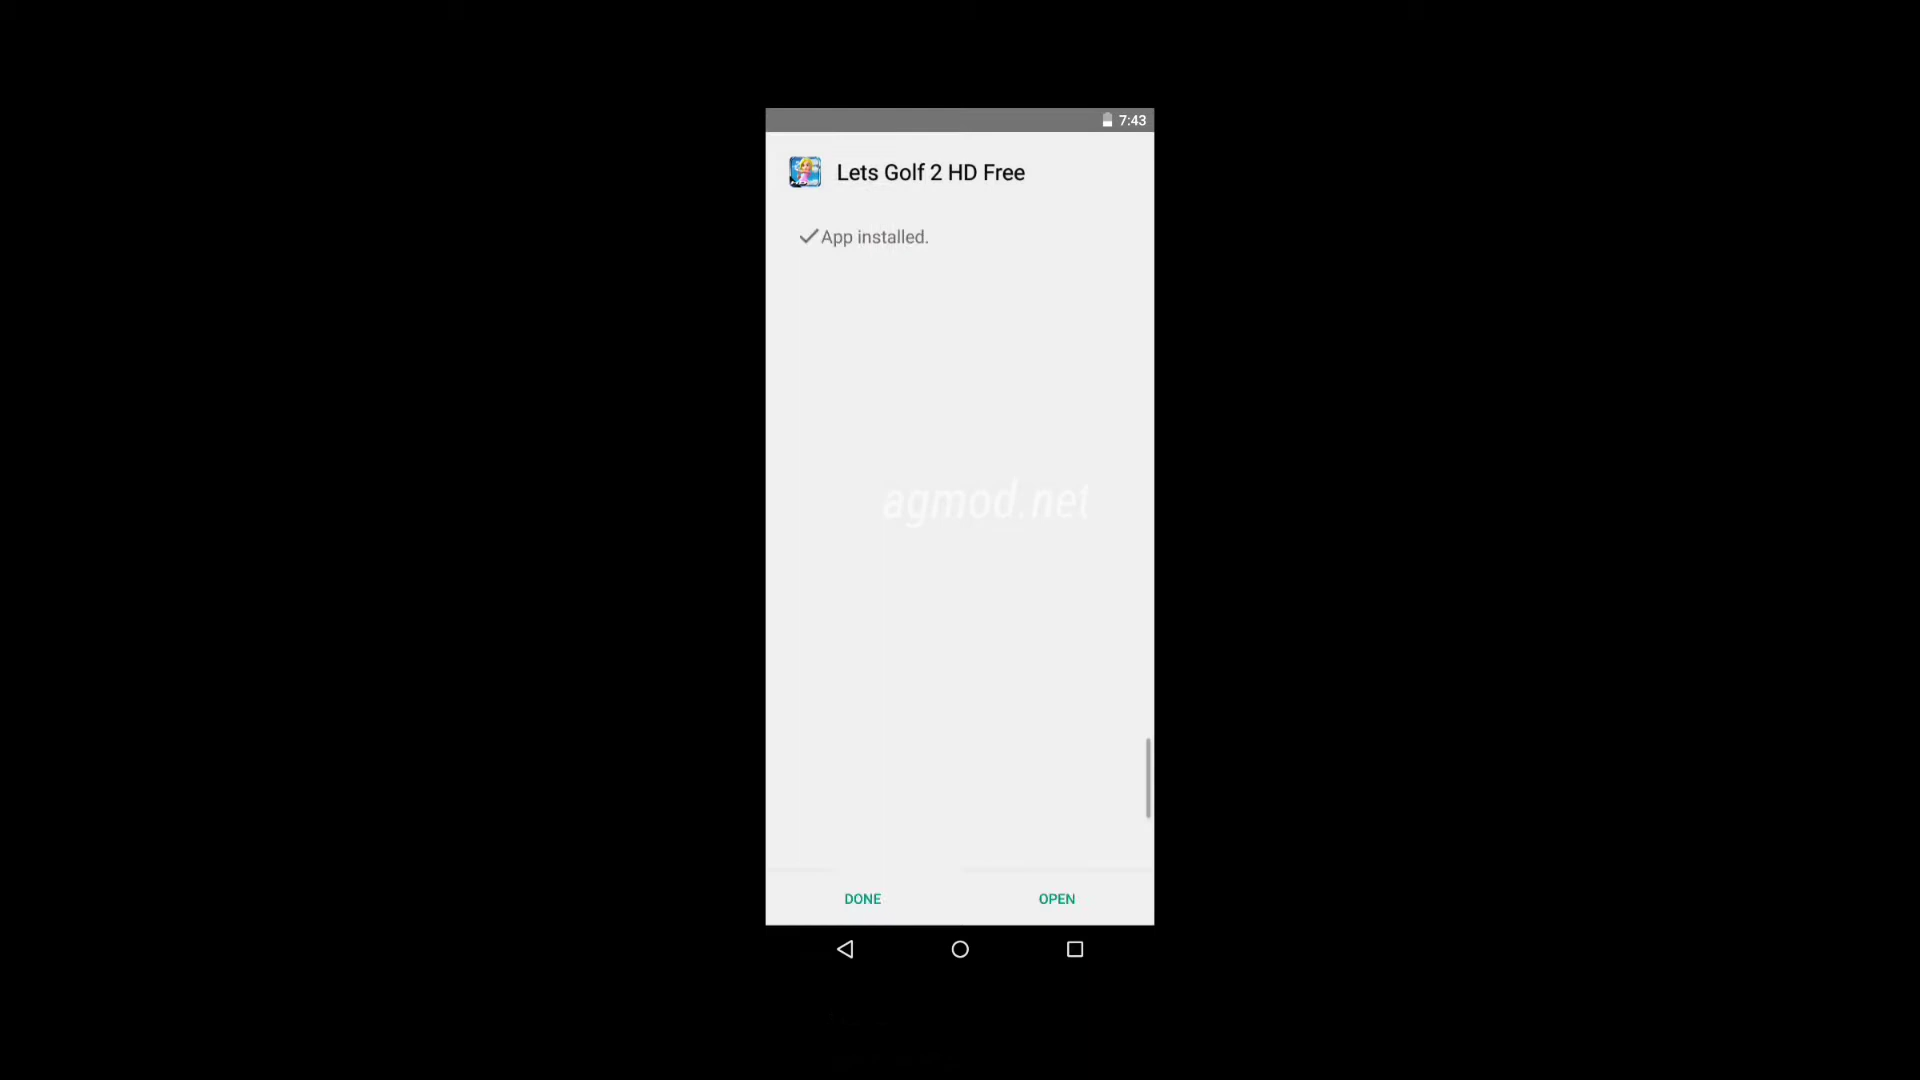 7:43
Lets Golf 2 HD Free
App installed.
agmod.net
DONE
OPEN